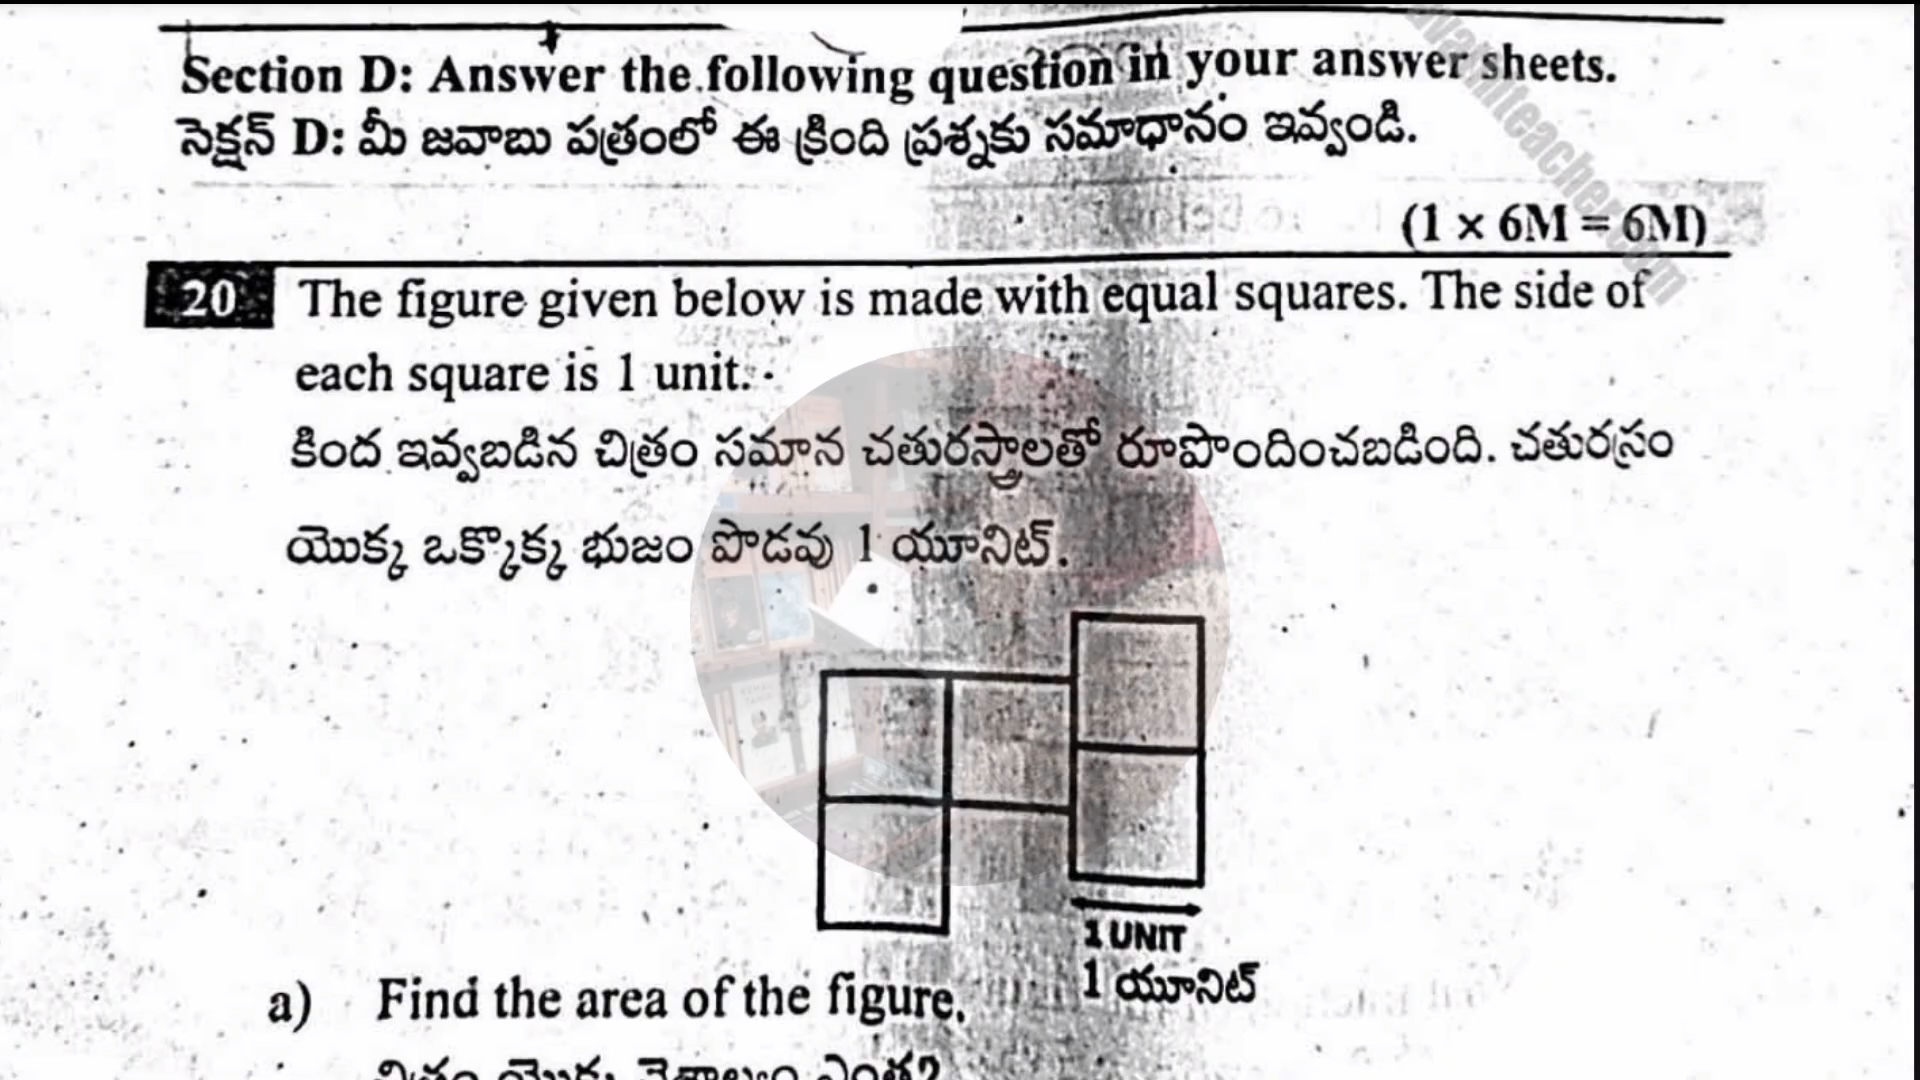 Section D: Answer the following question in your answer sheets.
సెక్షన్ D: మీ జవాబు పత్రంలో ఈ క్రింది ప్రశ్నకు సమాధానం ఇవ్వండి.
(1 × 6M = 6M)
20 The figure given below is made with equal squares. The side of
each square is 1 unit.
కింద ఇవ్వబడిన చిత్రం సమాన చతురస్త్రాలతో రూపొందించబడింది. చతురస్రం
యొక్క ఒక్కొక్క భుజం పొడవు 1 యూనిట్.
1 UNIT
1 యూనిట్
a) Find the area of the figure.
చిత్రం యొక్క వైశాల్యం ఎంత?